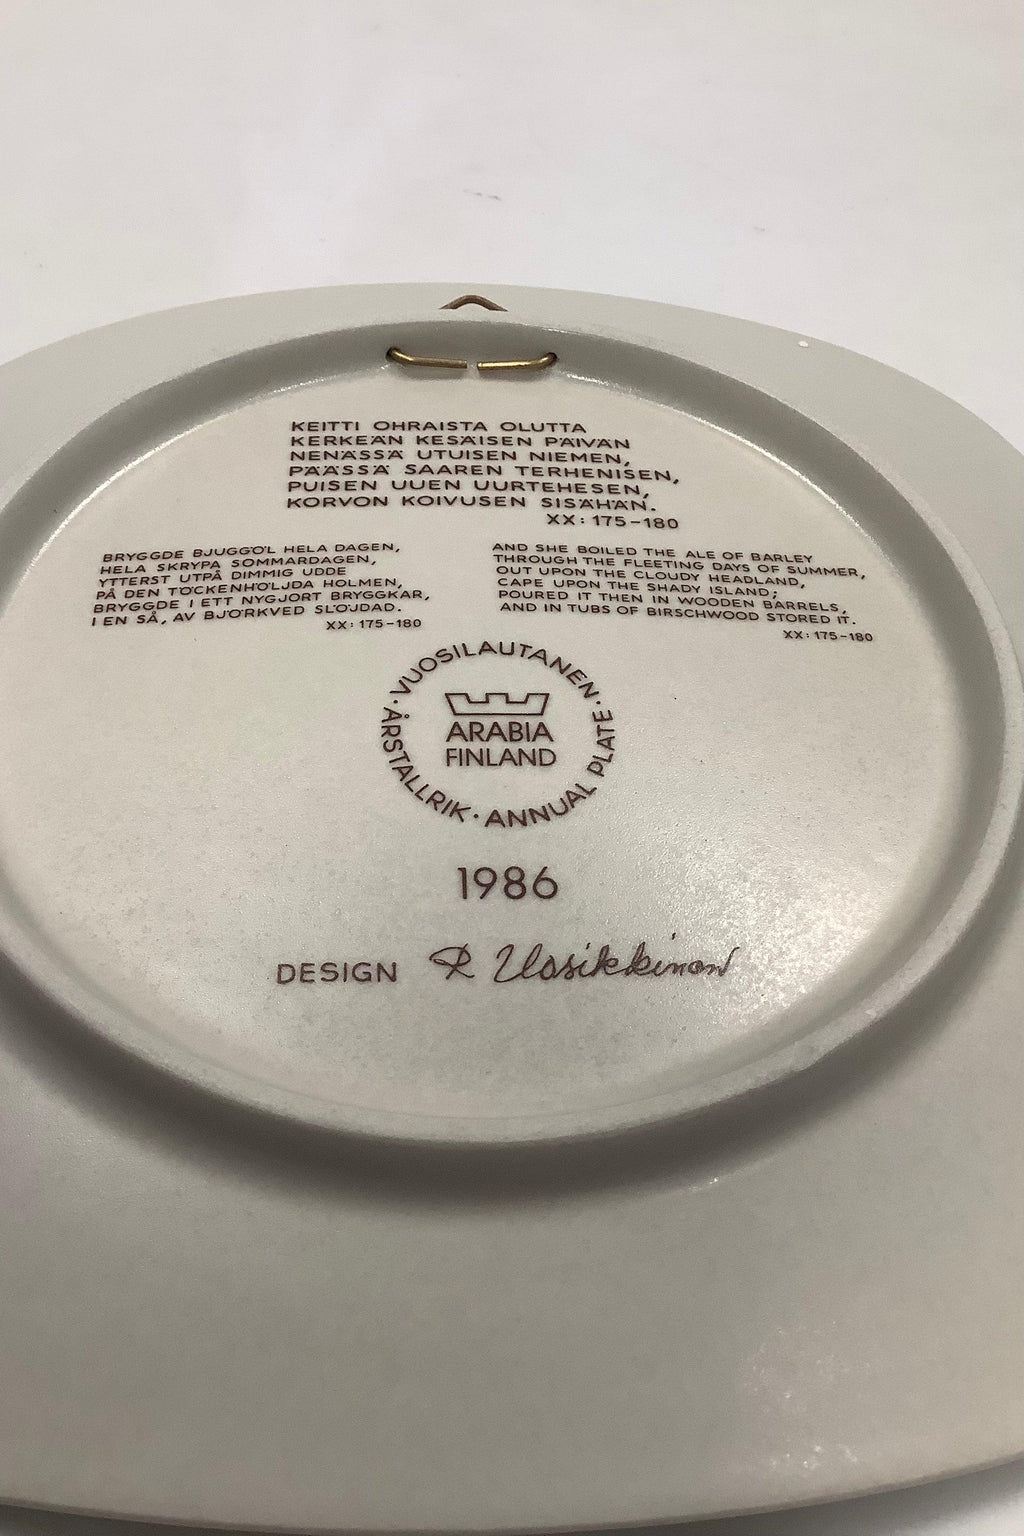 KEITTI OHRAISTA OLUTTA
KERKEÄN KESÄISEN PÄIVÄN
NENÄSSÄ UTUISEN NIEMEN,
PÄÄSSÄ SAAREN TERHENISEN,
PUISEN UUEN UURTEHESEN,
KORVON KOIVUSEN SISÄHÄN.
XX: 175-180
BRYGGDE BJUGGÖL HELA DAGEN,
HELA SKRYPA SOMMARDAGEN,
YTTERST UTPÅ DIMMIG UDDE
PÅ DEN TÖCKENHÖLJDA HOLMEN,
BRYGGDE I ETT NYGJORT BRYGGKAR,
I EN SÅ, AV BJÖRKVED SLÖJDAD.
XX: 175-180
AND SHE BOILED THE ALE OF BARLEY
THROUGH THE FLEETING DAYS OF SUMMER,
OUT UPON THE CLOUDY HEADLAND,
CAPE UPON THE SHADY ISLAND;
POURED IT THEN IN WOODEN BARRELS,
AND IN TUBS OF BIRSCHWOOD STORED IT.
XX: 175-180
· VUOSILAUTANEN · ANNUAL PLATE · ÅRSTALLRIK
ARABIA
FINLAND
1986
DESIGN R Uosikkinen